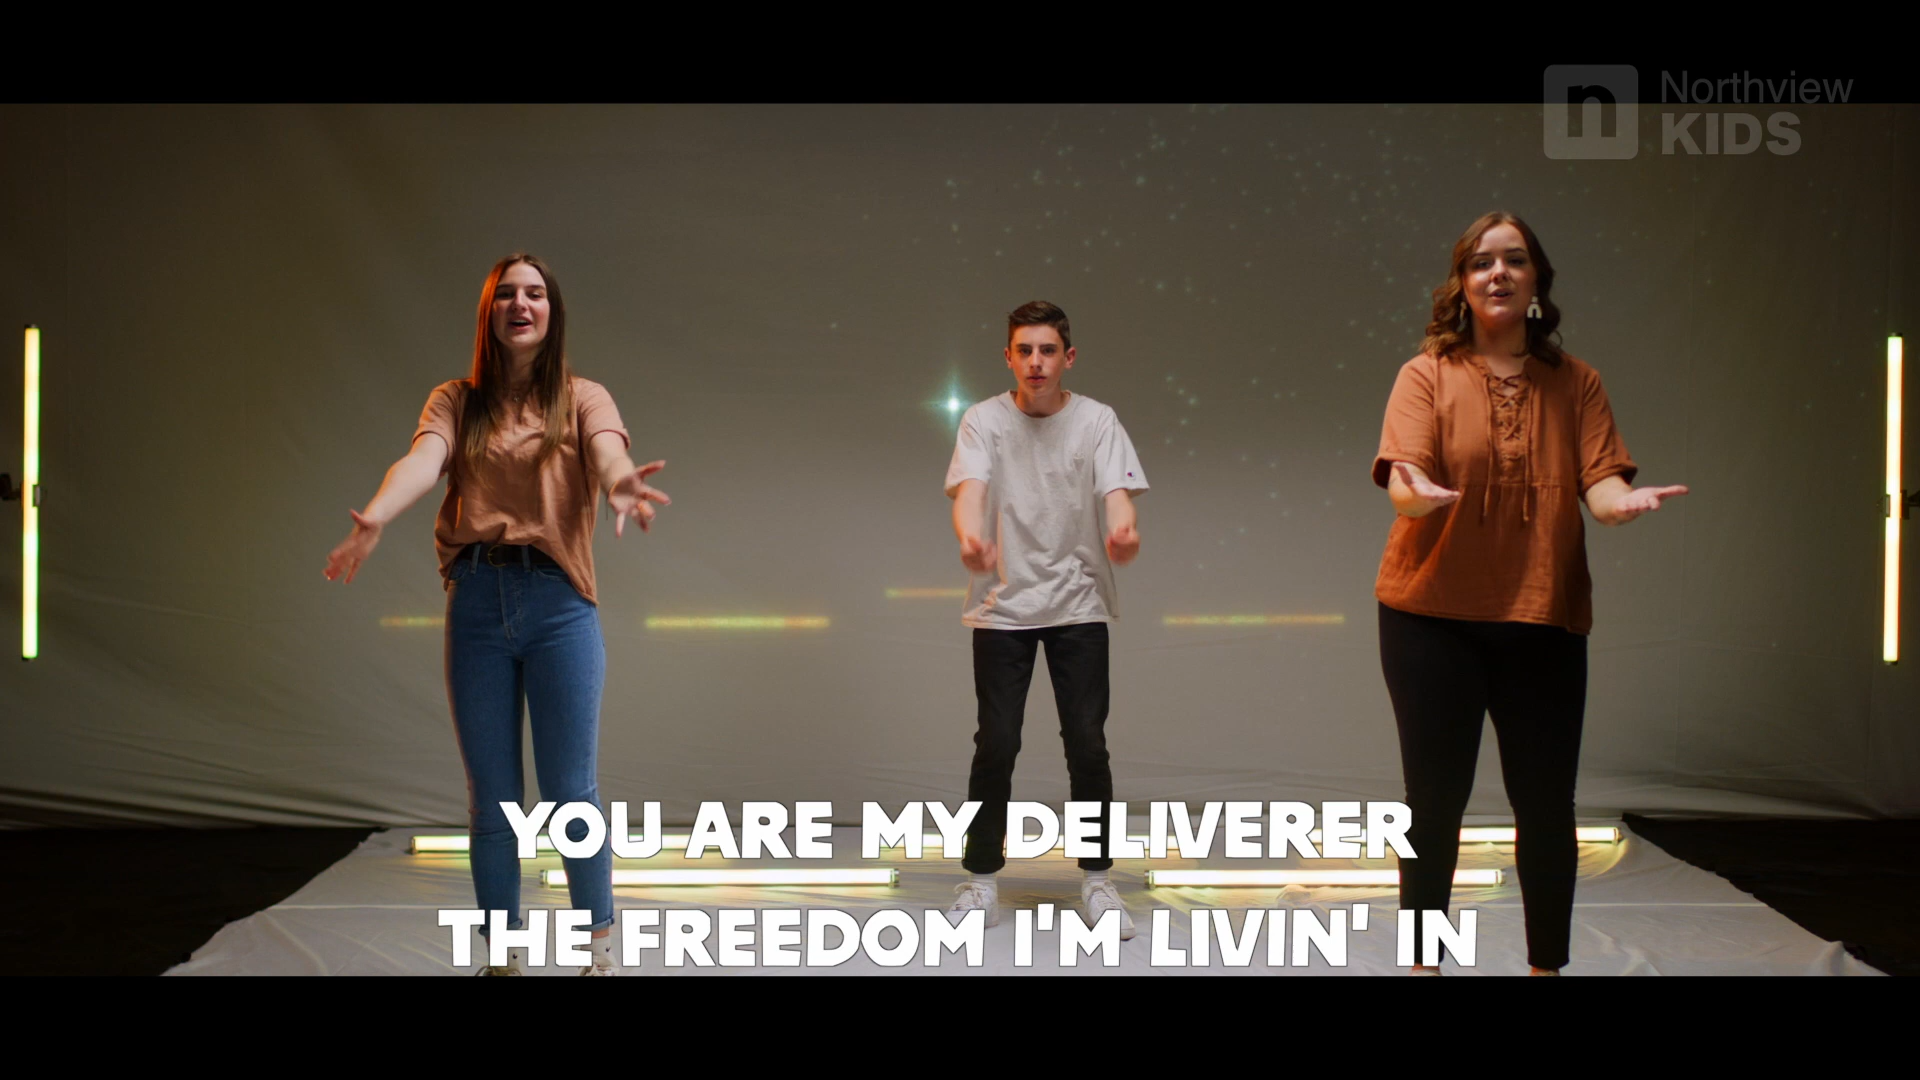 n
Northview
KIDS
YOU ARE MY DELIVERER
THE FREEDOM I'M LIVIN' IN